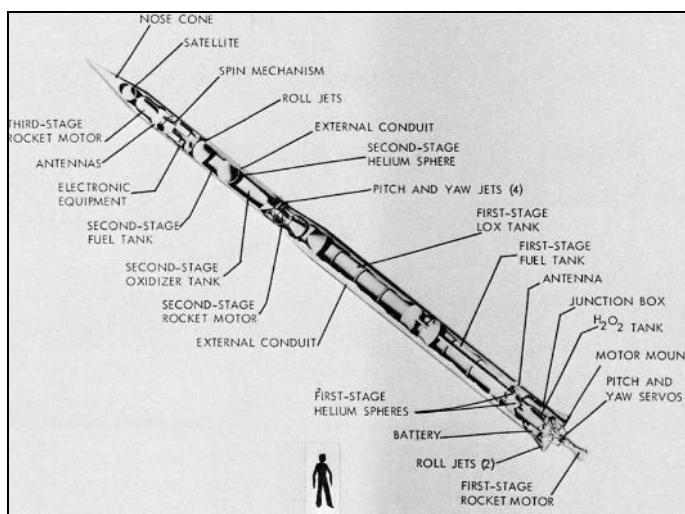 NOSE CONE
SATELLITE
SPIN MECHANISM
ROLL JETS
EXTERNAL CONDUIT
SECOND-STAGE
HELIUM SPHERE
PITCH AND YAW JETS (4)
FIRST-STAGE
LOX TANK
FIRST-STAGE
FUEL TANK
ANTENNA
JUNCTION BOX
H2O2 TANK
MOTOR MOUN
PITCH AND
YAW SERVOS
THIRD-STAGE
ROCKET MOTOR
ANTENNAS
ELECTRONIC
EQUIPMENT
SECOND-STAGE
FUEL TANK
SECOND-STAGE
OXIDIZER TANK
SECOND-STAGE
ROCKET MOTOR
EXTERNAL CONDUIT
FIRST-STAGE
HELIUM SPHERES
BATTERY
ROLL JETS (2)
FIRST-STAGE
ROCKET MOTOR